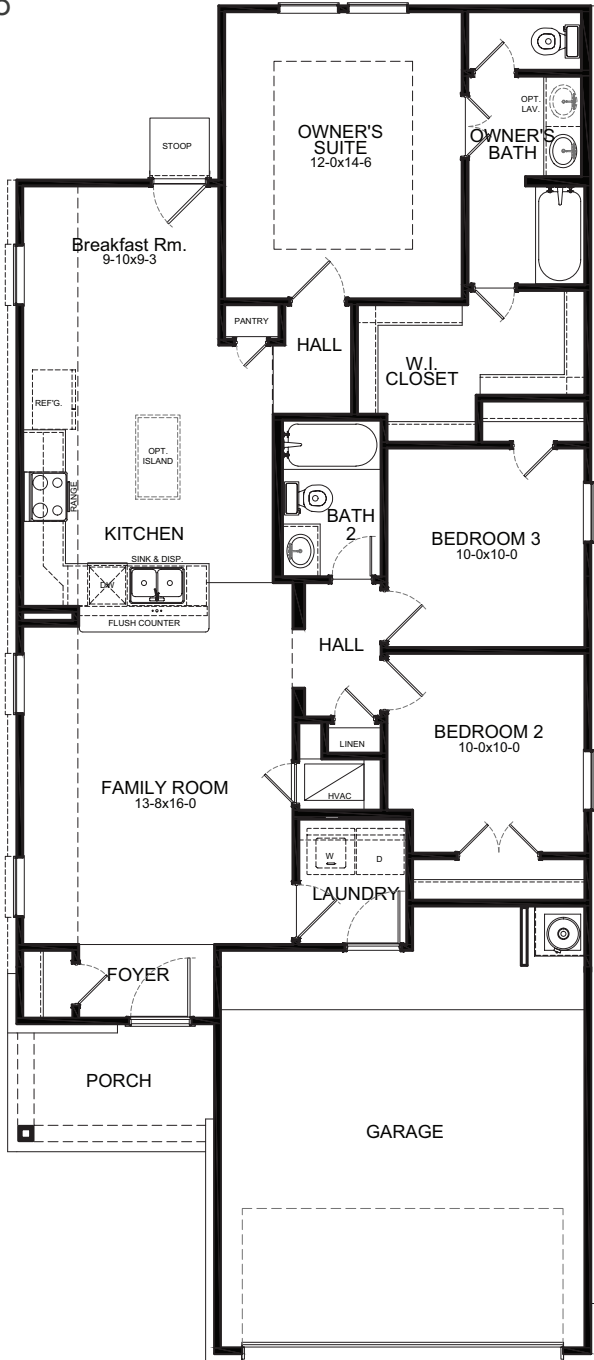 OWNER'S
SUITE
12-0x14-6
OPT.
LAV.
OWNER'S
BATH
STOOP
Breakfast Rm.
9-10x9-3
PANTRY
HALL
W.I.
CLOSET
REF'G.
OPT.
ISLAND
RANGE
KITCHEN
SINK & DISP.
D/W
FLUSH COUNTER
BATH
2
BEDROOM 3
10-0x10-0
HALL
LINEN
BEDROOM 2
10-0x10-0
FAMILY ROOM
13-8x16-0
HVAC
W
D
LAUNDRY
FOYER
PORCH
GARAGE